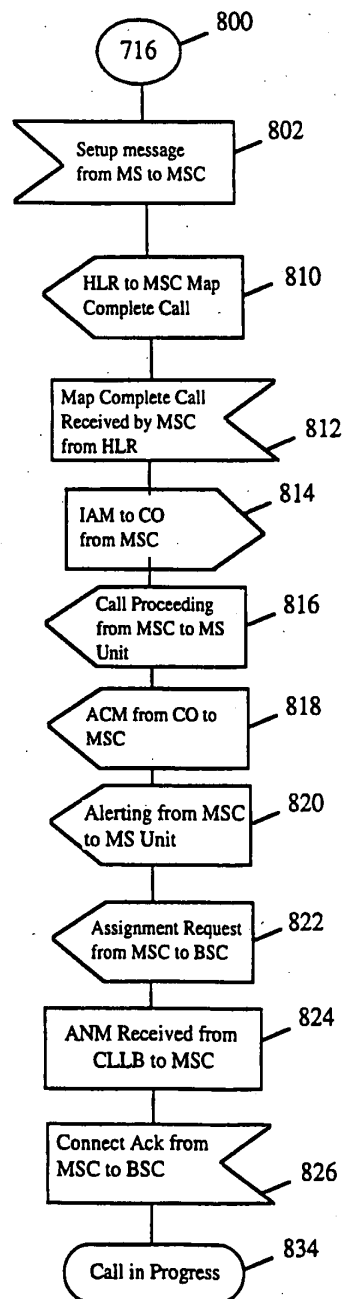 800
716
802
Setup message
from MS to MSC
810
HLR to MSC Map
Complete Call
Map Complete Call
Received by MSC
from HLR
812
814
IAM to CO
from MSC
816
Call Proceeding
from MSC to MS
Unit
818
ACM from CO to
MSC
820
Alerting from MSC
to MS Unit
822
Assignment Request
from MSC to BSC
824
ANM Received from
CLLB to MSC
Connect Ack from
MSC to BSC
826
834
Call in Progress